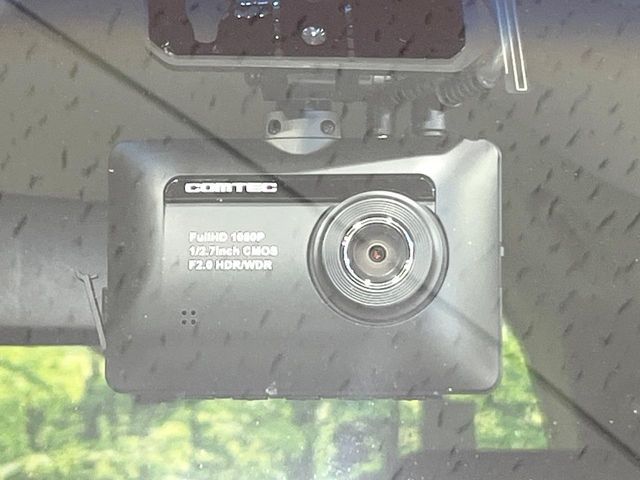 COMTEC
FullHD 1080P
1/2.7inch CMOS
F2.0 HDR/WDR